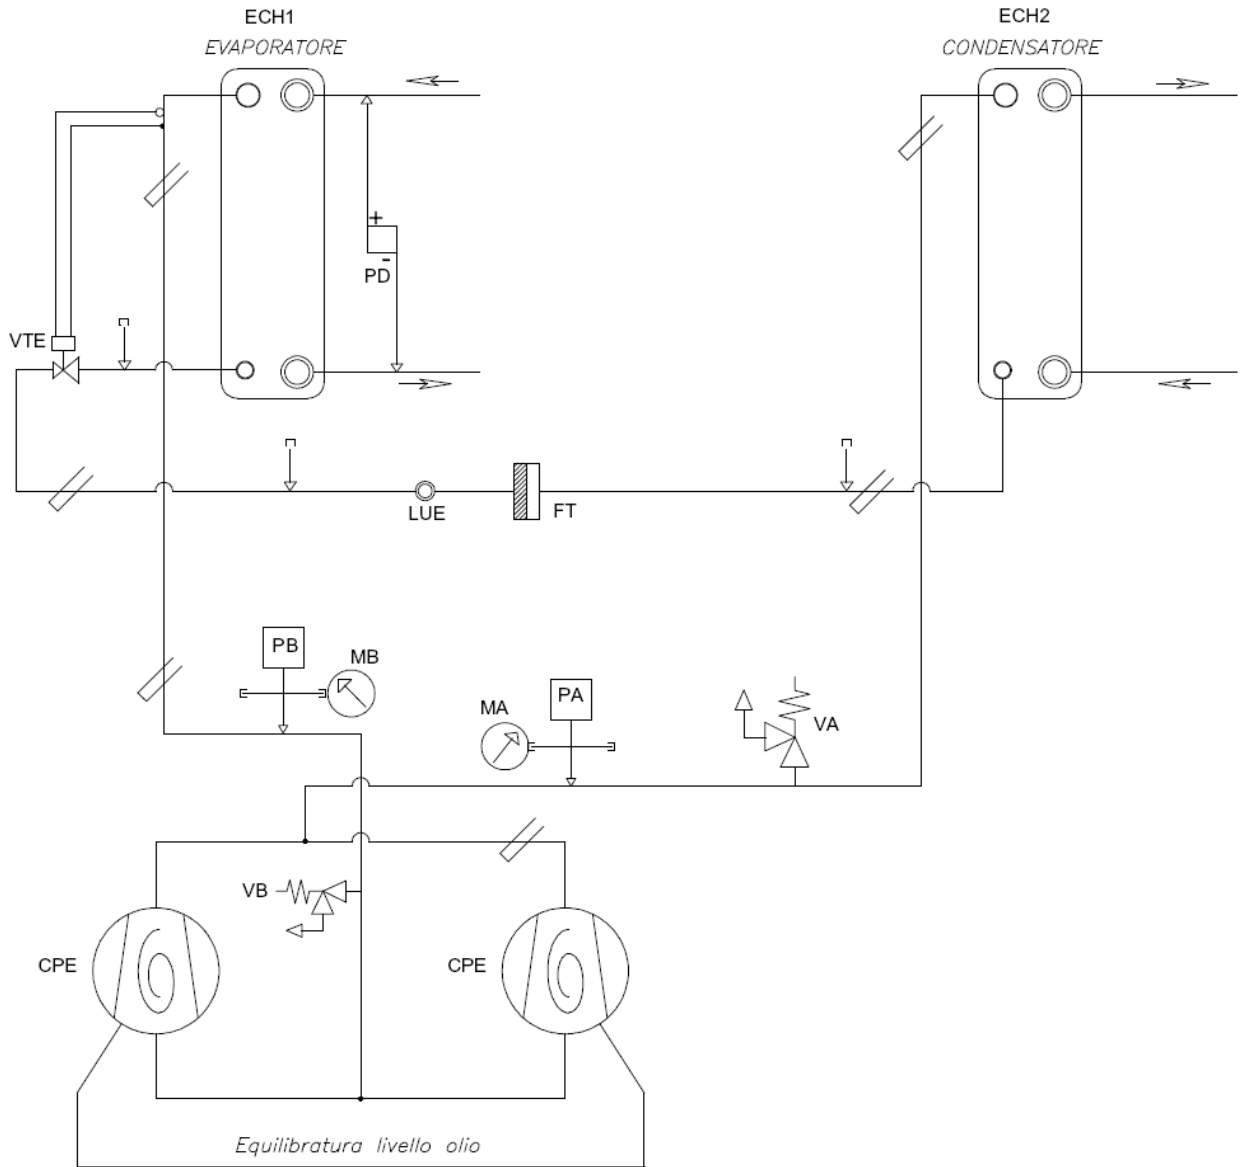 ECH1
EVAPORATORE
ECH2
CONDENSATORE
+
-
PD
VTE
LUE
FT
PB
MB
PA
MA
VA
VB
CPE
CPE
Equilibratura livello olio